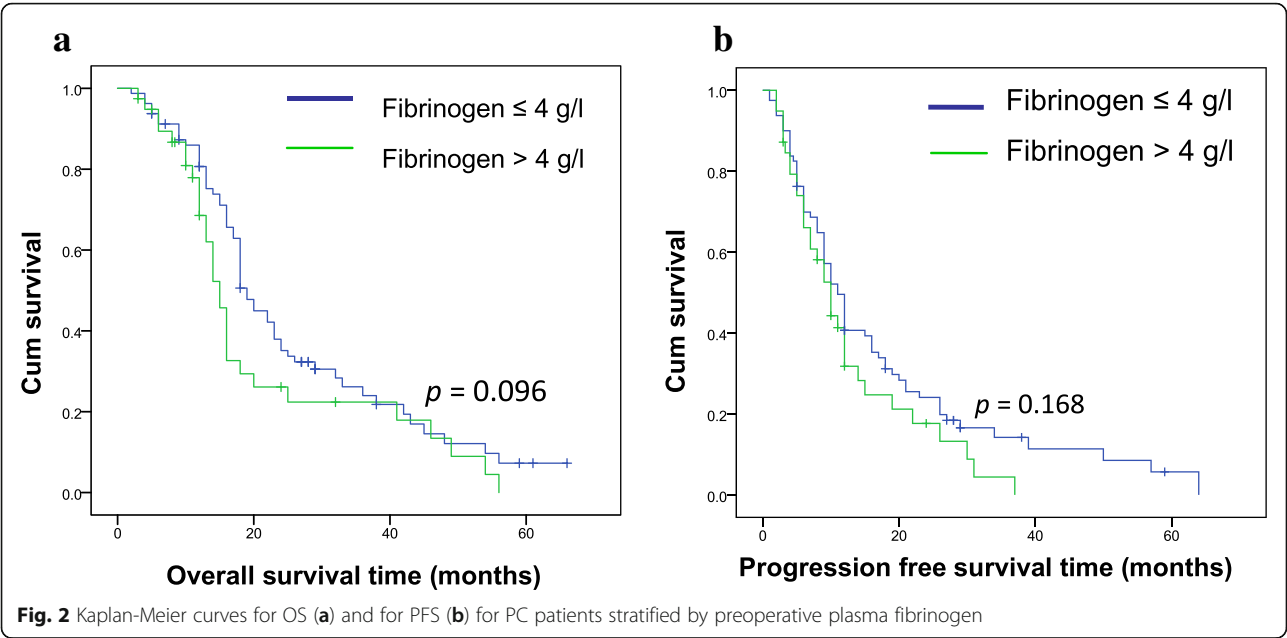 a
1.0
0.8
0.6
0.4
0.2
0.0
Cum survival
Fibrinogen ≤ 4 g/l
Fibrinogen > 4 g/l
p = 0.096
0 20 40 60
Overall survival time (months)
b
1.0
0.8
0.6
0.4
0.2
0.0
Cum survival
Fibrinogen ≤ 4 g/l
Fibrinogen > 4 g/l
p = 0.168
0 20 40 60
Progression free survival time (months)
Fig. 2 Kaplan-Meier curves for OS (a) and for PFS (b) for PC patients stratified by preoperative plasma fibrinogen